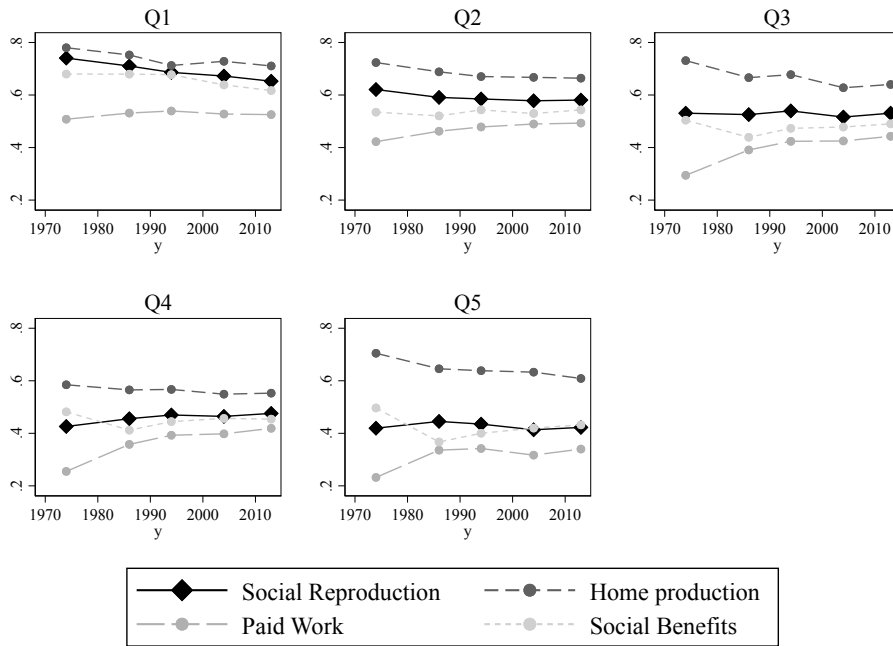 Q1
.8
.6
.4
.2
1970 1980 1990 2000 2010
y
Q2
.8
.6
.4
.2
1970 1980 1990 2000 2010
y
Q3
.8
.6
.4
.2
1970 1980 1990 2000 2010
y
Q4
.8
.6
.4
.2
1970 1980 1990 2000 2010
y
Q5
.8
.6
.4
.2
1970 1980 1990 2000 2010
y
Social Reproduction Home production
Paid Work Social Benefits